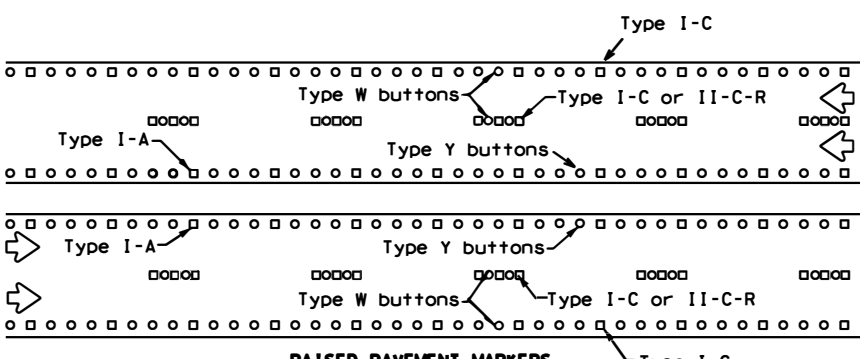 Type I-C
Type W buttons
Type I-C or II-C-R
Type I-A
Type Y buttons
Type I-A
Type Y buttons
Type W buttons
Type I-C or II-C-R
RAISED PAVEMENT MARKERS
Type I-C